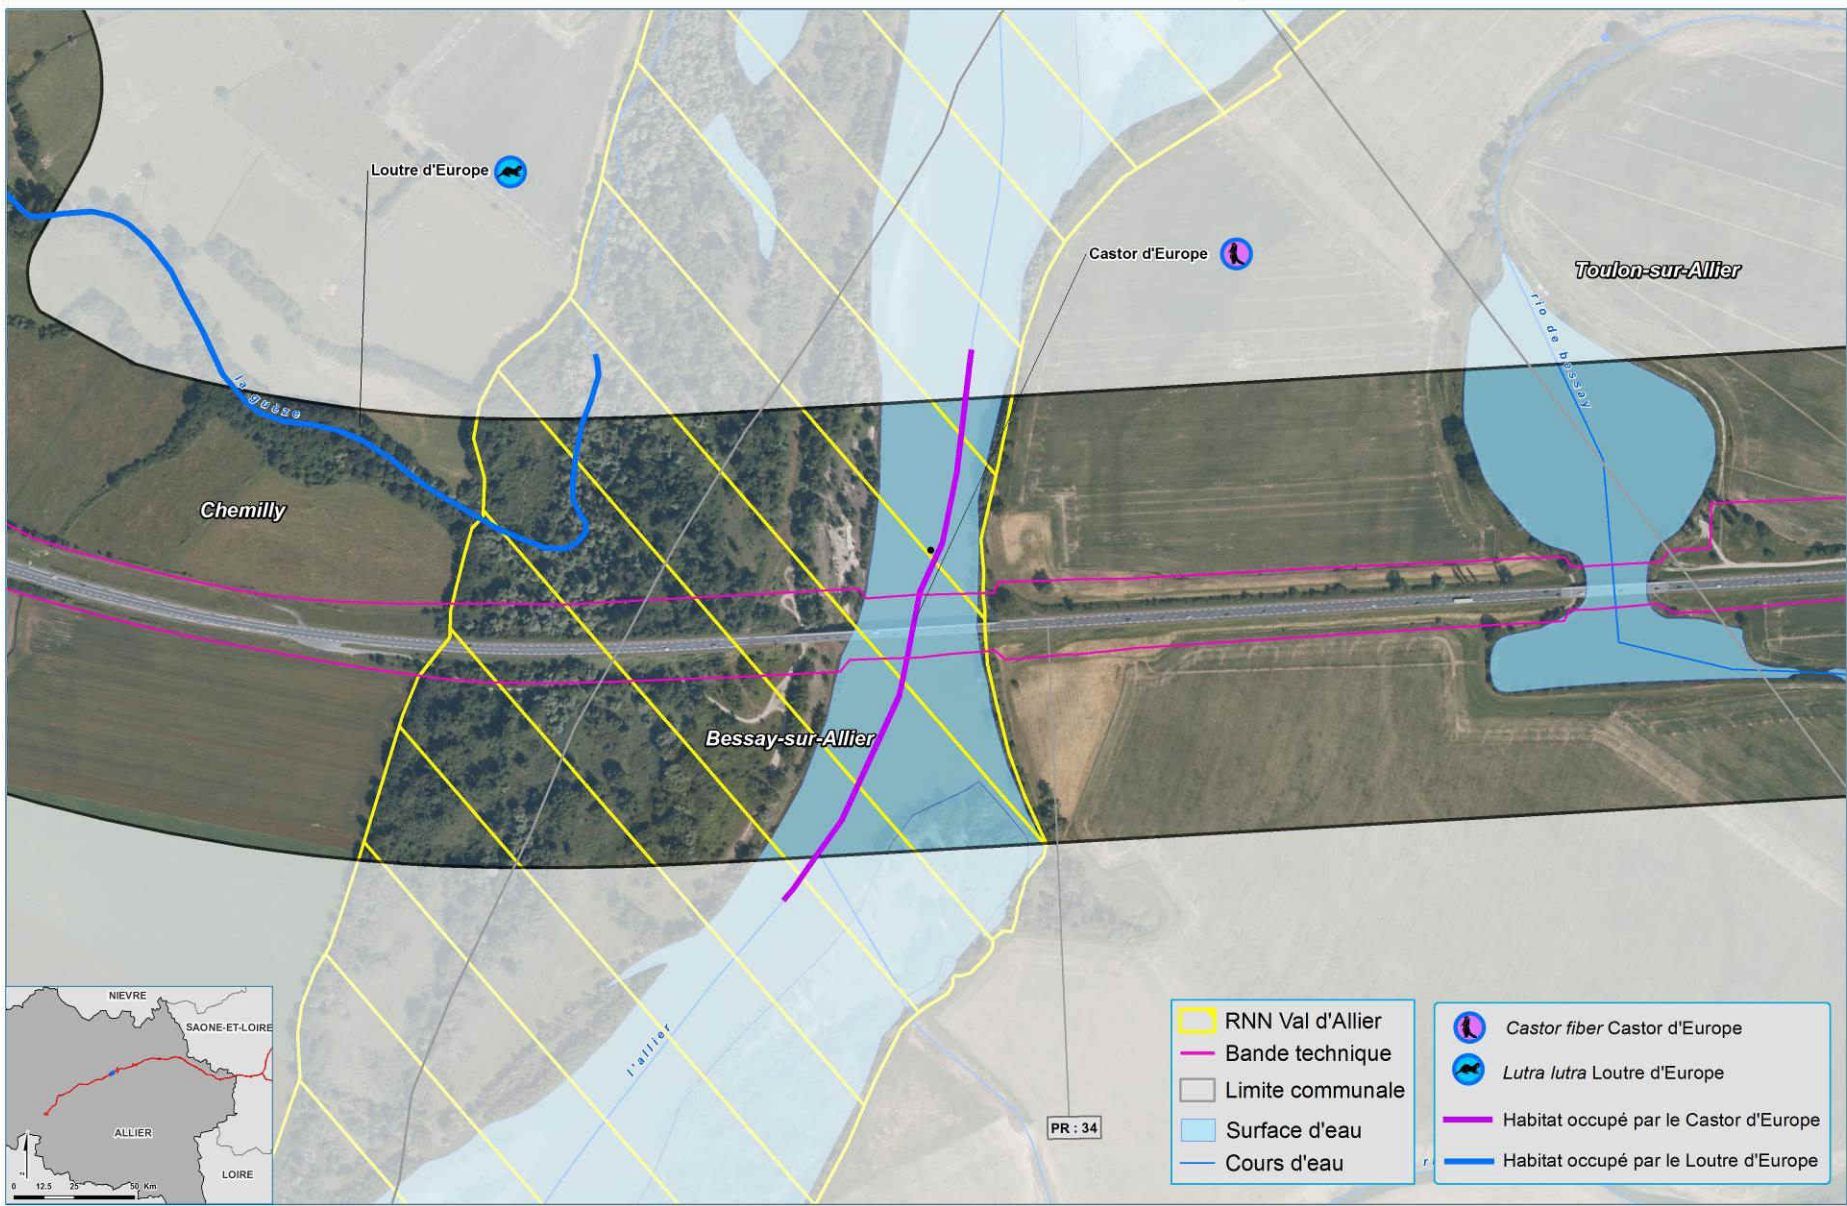 Loutre d'Europe
Castor d'Europe
Toulon-sur-Allier
rio de bessay
la guèze
Chemilly
Bessay-sur-Allier
l'allier
PR : 34
NIEVRE
SAONE-ET-LOIRE
ALLIER
LOIRE
0 12.5 25 50 Km
RNN Val d'Allier
Bande technique
Limite communale
Surface d'eau
Cours d'eau
Castor fiber Castor d'Europe
Lutra lutra Loutre d'Europe
Habitat occupé par le Castor d'Europe
Habitat occupé par le Loutre d'Europe